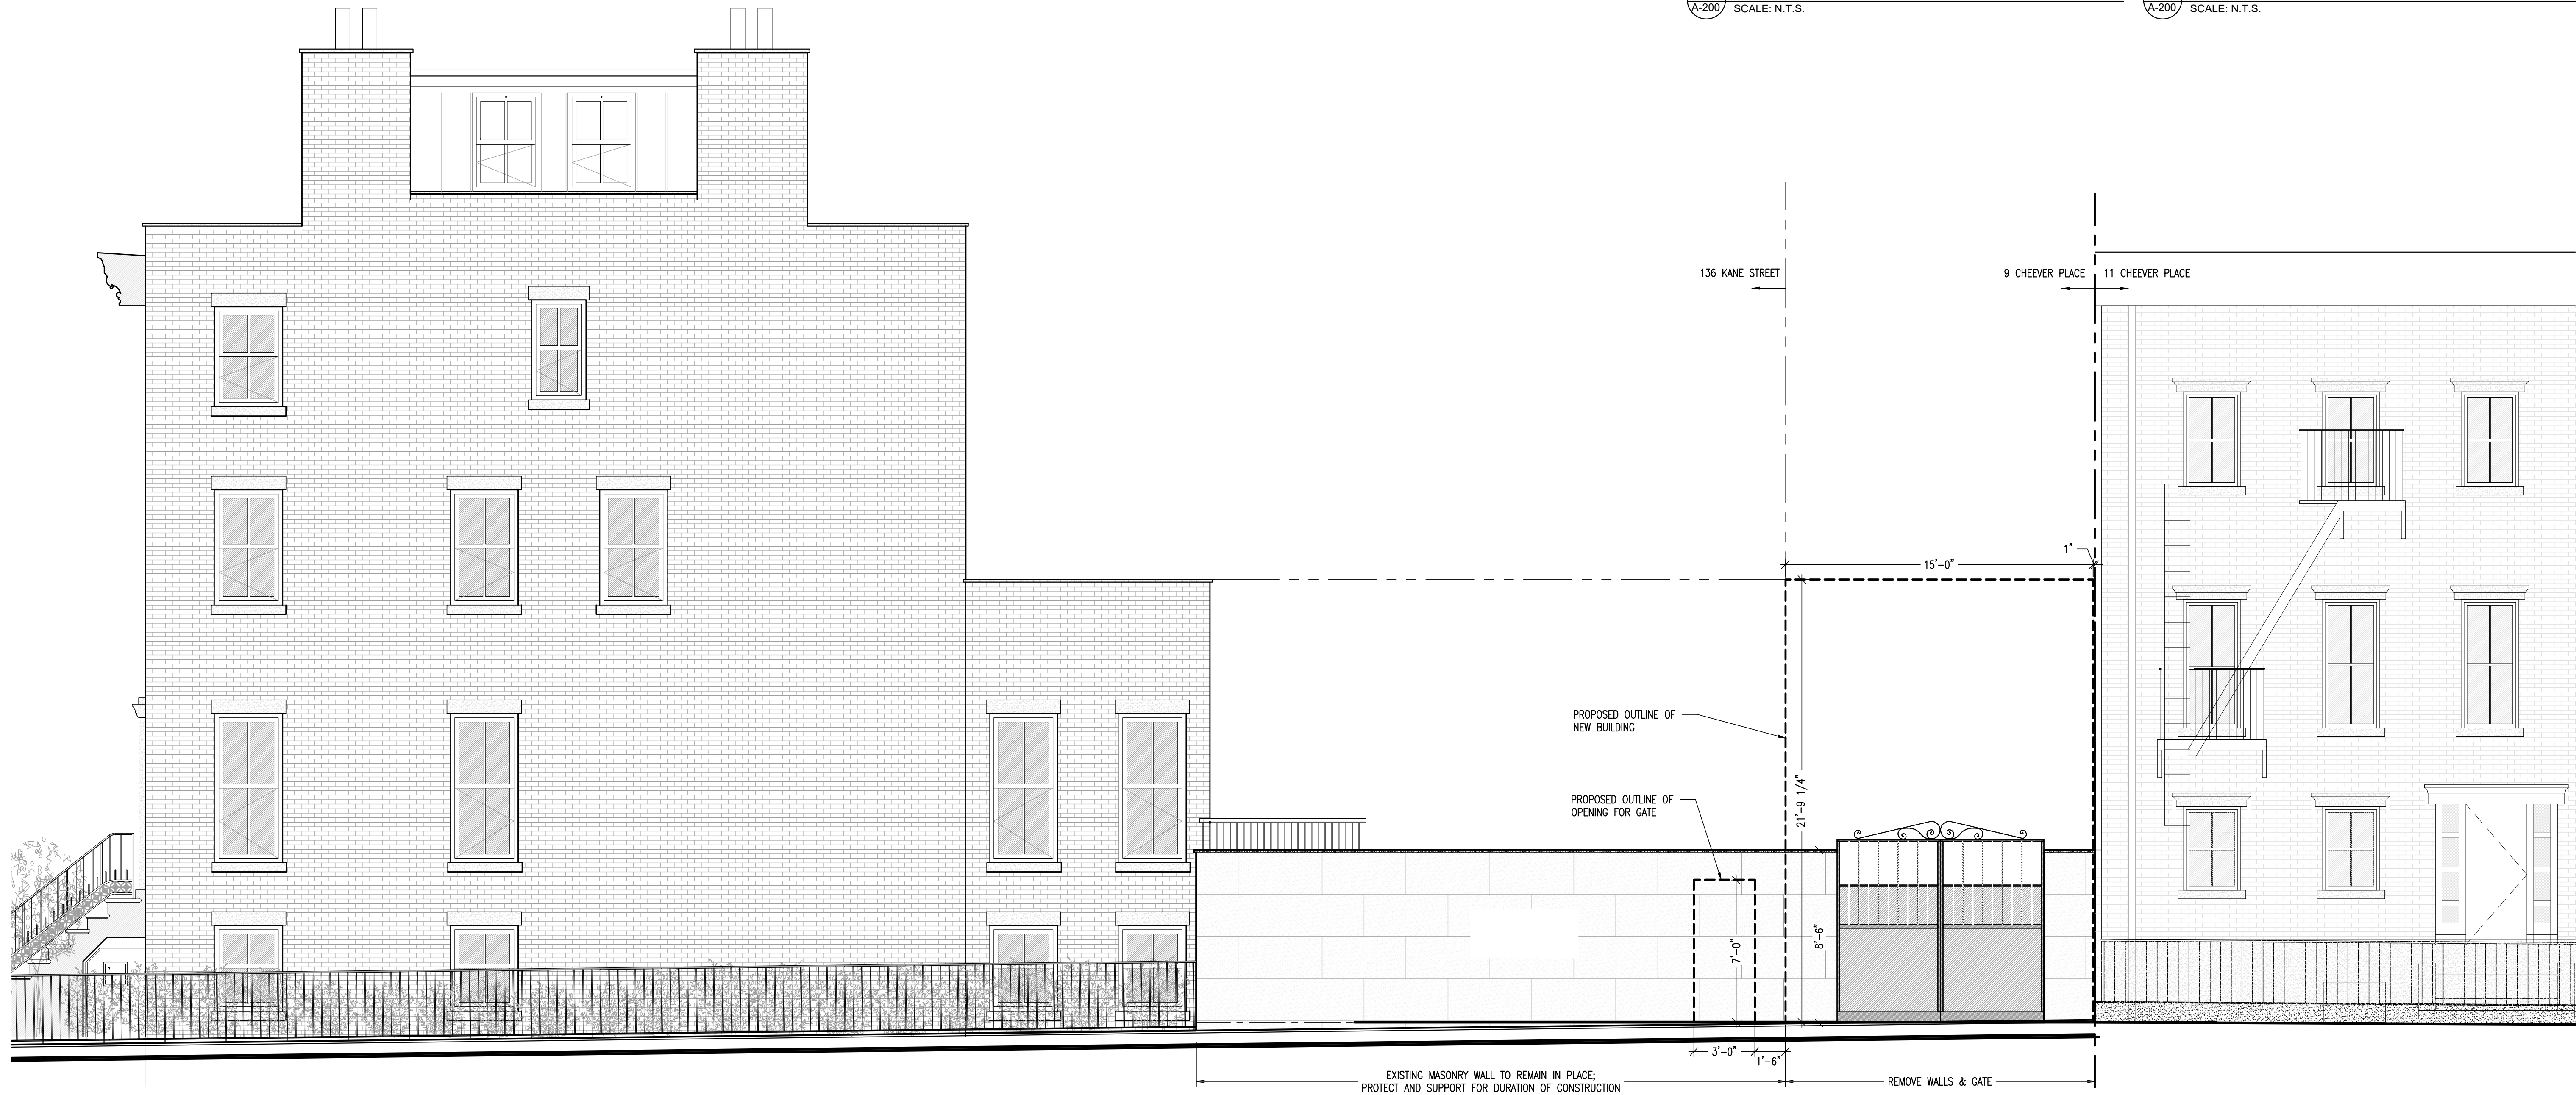 A-200 SCALE: N.T.S.
A-200 SCALE: N.T.S.
136 KANE STREET
9 CHEEVER PLACE
11 CHEEVER PLACE
1"
15'-0"
PROPOSED OUTLINE OF
NEW BUILDING
21'-9 1/4"
PROPOSED OUTLINE OF
OPENING FOR GATE
7'-0"
8'-6"
3'-0"
1'-6"
EXISTING MASONRY WALL TO REMAIN IN PLACE;
PROTECT AND SUPPORT FOR DURATION OF CONSTRUCTION
REMOVE WALLS & GATE